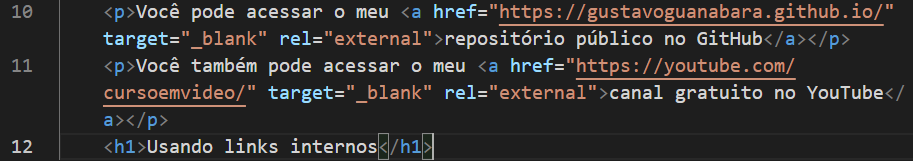 10 <p>Você pode acessar o meu <a href="https://gustavoguanabara.github.io/"
target="_blank" rel="external">repositório público no GitHub</a></p>
11 <p>Você também pode acessar o meu <a href="https://youtube.com/
cursoemvideo/" target="_blank" rel="external">canal gratuito no YouTube</
a></p>
12 <h1>Usando links internos</h1>